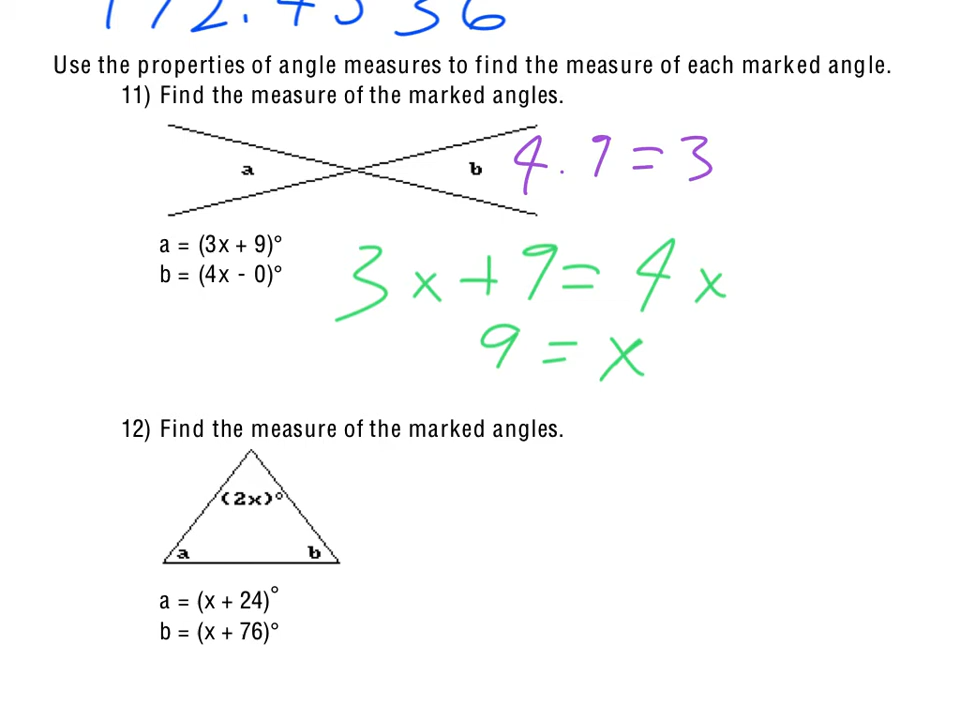 172.4536
Use the properties of angle measures to find the measure of each marked angle.
11) Find the measure of the marked angles.
a b 4.9=3
a = (3x + 9)°
b = (4x - 0)°
3x+9=4x
9=x
12) Find the measure of the marked angles.
(2x)°
a b
a = (x + 24)°
b = (x + 76)°